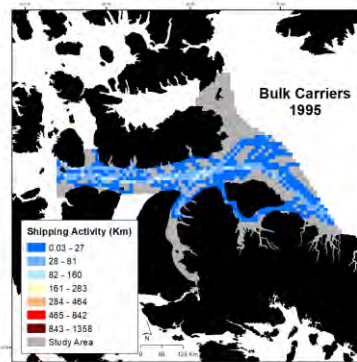 Bulk Carriers
1995
Shipping Activity (Km)
0.03 - 27
28 - 81
82 - 160
161 - 283
284 - 464
465 - 842
843 - 1358
Study Area
N